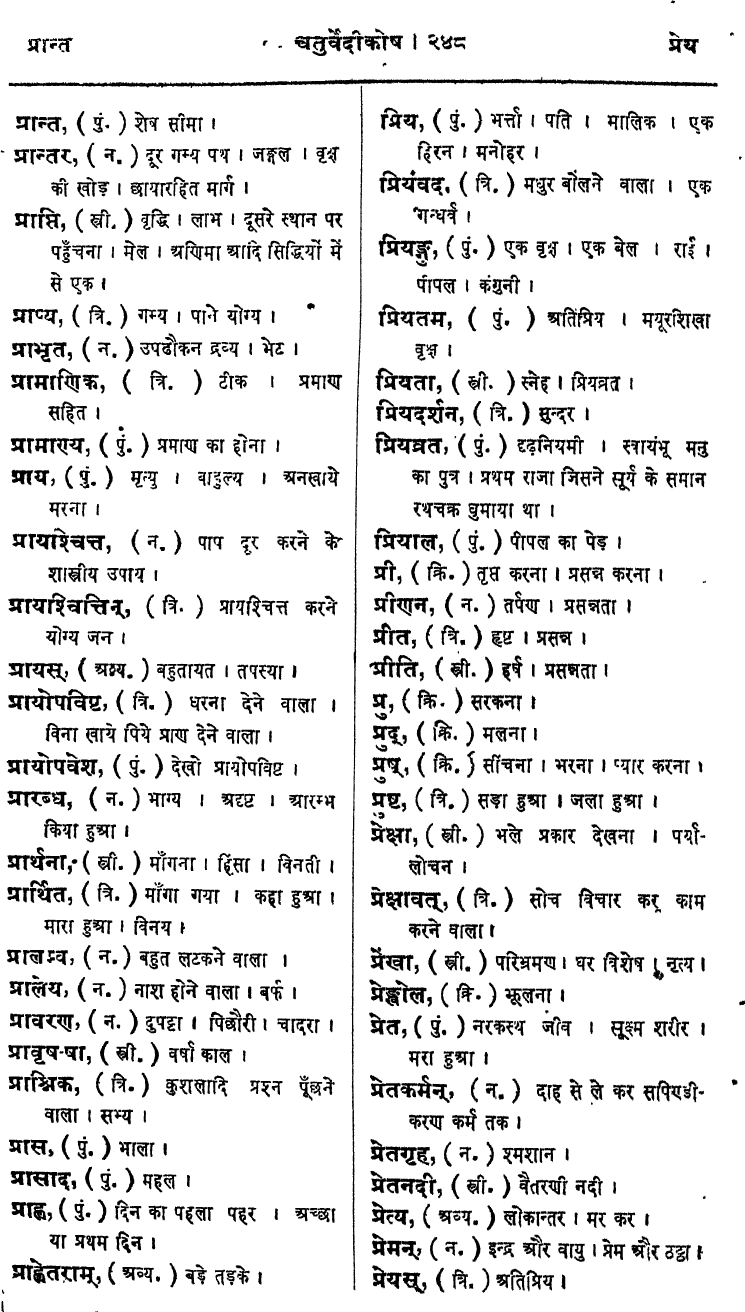 प्रान्त चतुर्वेदीकोष । २४८ प्रेय
प्रान्त, ( पुं. ) शेष सीमा ।
प्रान्तर, ( न. ) दूर गम्य पथ । जङ्गल । वृक्ष
की खोड़ । छायारहित मार्ग ।
प्राप्ति, ( स्त्री. ) वृद्धि । लाभ । दूसरे स्थान पर
पहुँचना । मेल । अणिमा आदि सिद्धियों में
से एक ।
प्राप्य, ( त्रि. ) गम्य । पाने योग्य ।
प्राभृत, ( न. ) उपढौकन द्रव्य । भेट ।
प्रामाणिक, ( त्रि. ) टीक । प्रमाण
सहित ।
प्रामाण्य, ( पुं. ) प्रमाण का होना ।
प्राय, ( पुं. ) मृत्यु । बाहुल्य । अनखाये
मरना ।
प्रायश्चित्त, ( न. ) पाप दूर करने के
शास्त्रीय उपाय ।
प्रायश्चित्तिन्, ( त्रि. ) प्रायश्चित्त करने
योग्य जन ।
प्रायस्, ( अव्य. ) बहुतायत । तपस्या ।
प्रायोपविष्ट, ( त्रि. ) धरना देने वाला ।
बिना खाये पिये प्राण देने वाला ।
प्रायोपवेश, ( पुं. ) देखो प्रायोपविष्ट ।
प्रारब्ध, ( न. ) भाग्य । अदृष्ट । आरम्भ
किया हुआ ।
प्रार्थना, ( स्त्री. ) माँगना । हिंसा । विनती ।
प्रार्थित, ( त्रि. ) माँगा गया । कहा हुआ ।
मारा हुआ । विनय ।
प्रालम्ब, ( न. ) बहुत लटकने वाला ।
प्रालेय, ( न. ) नाश होने वाला । बर्फ ।
प्रावरण, ( न. ) दुपट्टा । पिछौरी । चादरा ।
प्रावृष-षा, ( स्त्री. ) वर्षा काल ।
प्राश्निक, ( त्रि. ) कुशलादि प्रश्न पूँछने
वाला । सभ्य ।
प्रास, ( पुं. ) भाला ।
प्रासाद, ( पुं. ) महल ।
प्राह्ण, ( पुं. ) दिन का पहला पहर । अच्छा
या प्रथम दिन ।
प्राह्णेतराम्, ( अव्य. ) बड़े तड़के ।
प्रिय, ( पुं. ) भर्त्ता । पति । मालिक । एक
हिरन । मनोहर ।
प्रियंवद, ( त्रि. ) मधुर बोलने वाला । एक
गन्धर्व ।
प्रियङ्गु, ( पुं. ) एक वृक्ष । एक बेल । राई ।
पीपल । कंगुनी ।
प्रियतम, ( पुं. ) अतिप्रिय । मयूरशिखा
वृक्ष ।
प्रियता, ( स्त्री. ) स्नेह । प्रियव्रत ।
प्रियदर्शन, ( त्रि. ) सुन्दर ।
प्रियव्रत, ( पुं. ) दृढ़नियमी । स्वायंभू मनु
का पुत्र । प्रथम राजा जिसने सूर्य के समान
रथचक्र घुमाया था ।
प्रियाल, ( पुं. ) पीपल का पेड़ ।
प्री, ( क्रि. ) तृप्त करना । प्रसन्न करना ।
प्रीणन, ( न. ) तर्पण । प्रसन्नता ।
प्रीत, ( त्रि. ) हृष्ट । प्रसन्न ।
प्रीति, ( स्त्री. ) हर्ष । प्रसन्नता ।
प्रु, ( क्रि. ) सरकना ।
प्रुद्, ( क्रि. ) मलना ।
प्रुष्, ( क्रि. ) सींचना । भरना । प्यार करना ।
प्रुष्ट, ( त्रि. ) सड़ा हुआ । जला हुआ ।
प्रेक्षा, ( स्त्री. ) भले प्रकार देखना । पर्या-
लोचन ।
प्रेक्षावत्, ( त्रि. ) सोच विचार कर काम
करने वाला ।
प्रेंखा, ( स्त्री. ) परिभ्रमण । घर विशेष । नृत्य ।
प्रेङ्खोल, ( क्रि. ) झूलना ।
प्रेत, ( पुं. ) नरकस्थ जीव । सूक्ष्म शरीर ।
मरा हुआ ।
प्रेतकर्मन्, ( न. ) दाह से ले कर सपिण्डी-
करण कर्म तक ।
प्रेतगृह, ( न. ) श्मशान ।
प्रेतनदी, ( स्त्री. ) वैतरणी नदी ।
प्रेत्य, ( अव्य. ) लोकान्तर । मर कर ।
प्रेमन्, ( न. ) इन्द्र और वायु । प्रेम और ठट्ठा ।
प्रेयस्, ( त्रि. ) अतिप्रिय ।